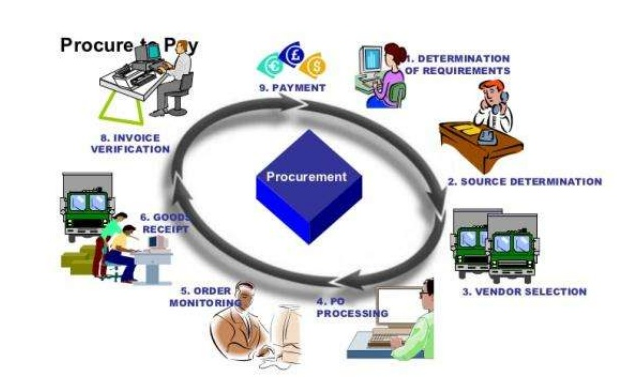 Procure to Pay
€ £ $
9. PAYMENT
1. DETERMINATION
OF REQUIREMENTS
8. INVOICE
VERIFICATION
Procurement
2. SOURCE DETERMINATION
6. GOODS
RECEIPT
3. VENDOR SELECTION
5. ORDER
MONITORING
4. PO
PROCESSING